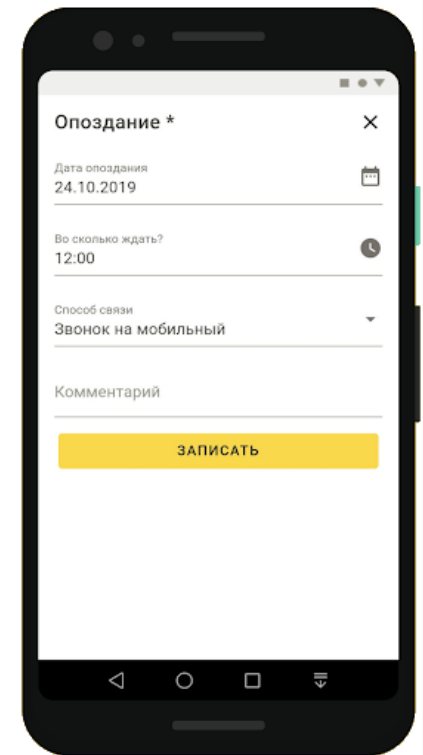 Опоздание *
Дата опоздания
24.10.2019
Во сколько ждать?
12:00
Способ связи
Звонок на мобильный
Комментарий
ЗАПИСАТЬ